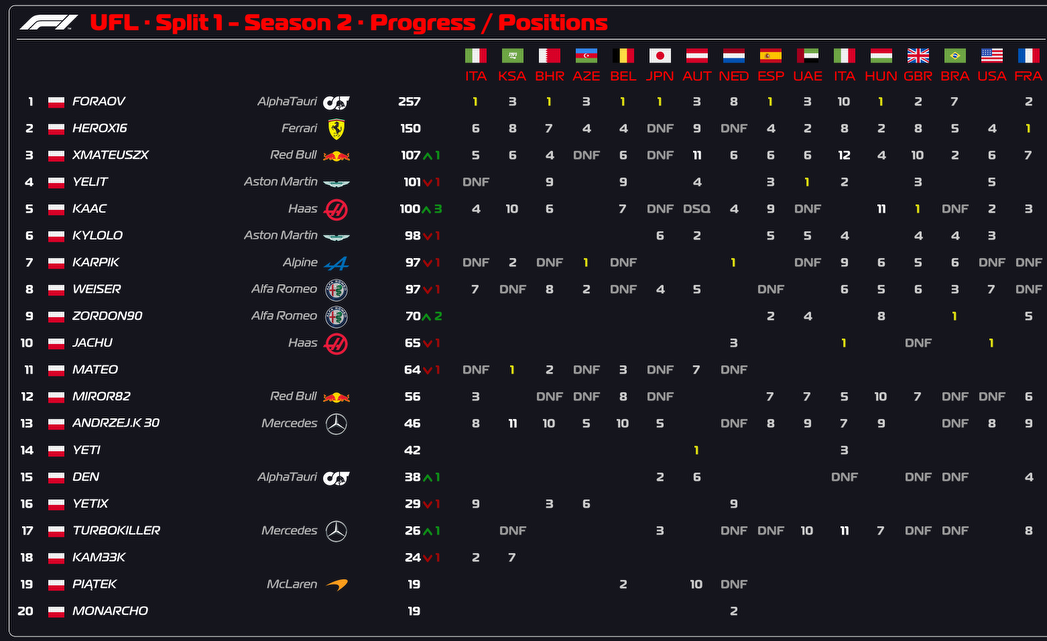 F1 UFL · Split 1 - Season 2 · Progress / Positions
ITA KSA BHR AZE BEL JPN AUT NED ESP UAE ITA HUN GBR BRA USA FRA
1 FORAOV AlphaTauri 257 1 3 1 3 1 1 3 8 1 3 10 1 2 7 2
2 HEROX16 Ferrari 150 6 8 7 4 4 DNF 9 DNF 4 2 8 2 8 5 4 1
3 XMATEUSZX Red Bull 107 1 5 6 4 DNF 6 DNF 11 6 6 6 12 4 10 2 6 7
4 YELIT Aston Martin 101 1 DNF 9 9 4 3 1 2 3 5
5 KAAC Haas 100 3 4 10 6 7 DNF DSQ 4 9 DNF 11 1 DNF 2 3
6 KYLOLO Aston Martin 98 1 6 2 5 5 4 4 4 3
7 KARPIK Alpine 97 1 DNF 2 DNF 1 DNF 1 DNF 9 6 5 6 DNF DNF
8 WEISER Alfa Romeo 97 1 7 DNF 8 2 DNF 4 5 DNF 6 5 6 3 7 DNF
9 ZORDON90 Alfa Romeo 70 2 2 4 8 1 5
10 JACHU Haas 65 1 3 1 DNF 1
11 MATEO 64 1 DNF 1 2 DNF 3 DNF 7 DNF
12 MIROR82 Red Bull 56 3 DNF DNF 8 DNF 7 7 5 10 7 DNF DNF 6
13 ANDRZEJ.K 30 Mercedes 46 8 11 10 5 10 5 DNF 8 9 7 9 DNF 8 9
14 YETI 42 1 3
15 DEN AlphaTauri 38 1 2 6 DNF DNF DNF 4
16 YETIX 29 1 9 3 6 9
17 TURBOKILLER Mercedes 26 1 DNF 3 DNF DNF 10 11 7 DNF DNF 8
18 KAM33K 24 1 2 7
19 PIĄTEK McLaren 19 2 10 DNF
20 MONARCHO 19 2